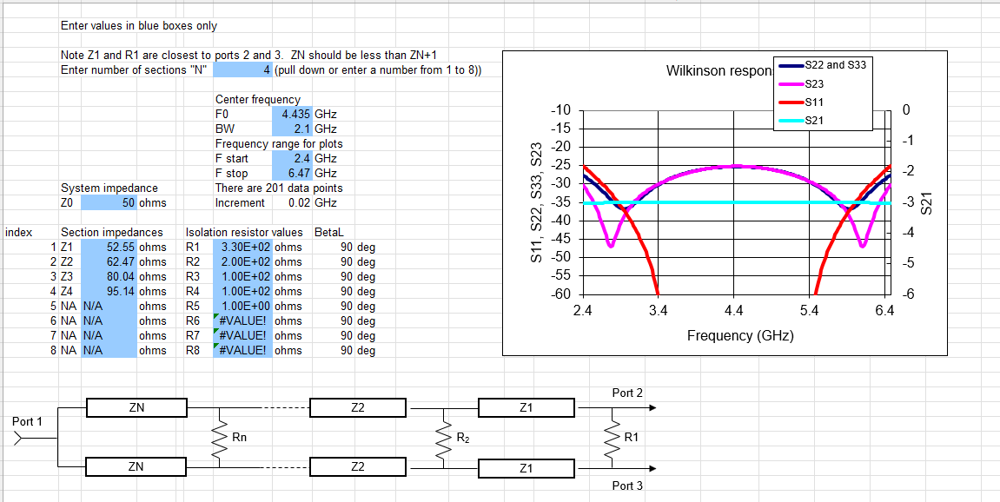 Enter values in blue boxes only
Note Z1 and R1 are closest to ports 2 and 3. ZN should be less than ZN+1
Enter number of sections "N" 4 (pull down or enter a number from 1 to 8))
Center frequency
F0 4.435 GHz
BW 2.1 GHz
Frequency range for plots
F start 2.4 GHz
F stop 6.47 GHz
System impedance There are 201 data points
Z0 50 ohms Increment 0.02 GHz
index Section impedances Isolation resistor values BetaL
1 Z1 52.55 ohms R1 3.30E+02 ohms 90 deg
2 Z2 62.47 ohms R2 2.00E+02 ohms 90 deg
3 Z3 80.04 ohms R3 1.00E+02 ohms 90 deg
4 Z4 95.14 ohms R4 1.00E+02 ohms 90 deg
5 NA N/A ohms R5 1.00E+00 ohms 90 deg
6 NA N/A ohms R6 #VALUE! ohms 90 deg
7 NA N/A ohms R7 #VALUE! ohms 90 deg
8 NA N/A ohms R8 #VALUE! ohms 90 deg
Wilkinson respon
S22 and S33
S23
S11
S21
S11, S22, S33, S23
-10
-15
-20
-25
-30
-35
-40
-45
-50
-55
-60
0
-1
-2
-3
-4
-5
-6
S21
2.4 3.4 4.4 5.4 6.4
Frequency (GHz)
Port 1
ZN Z2 Z1 Port 2
Rn R2 R1
ZN Z2 Z1
Port 3